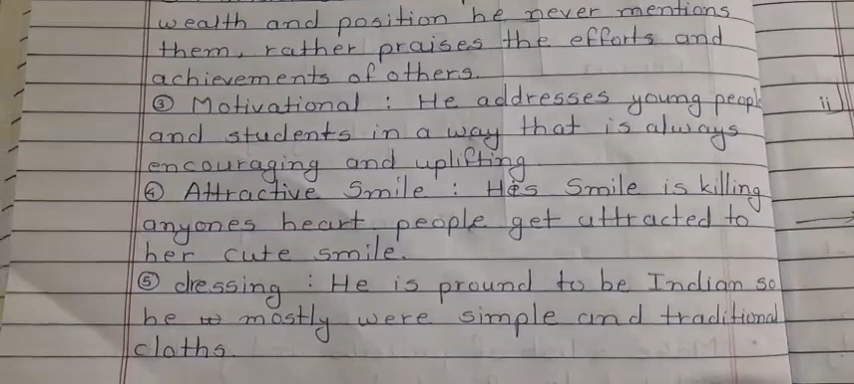 wealth and position he never mentions
them, rather praises the efforts and
achievements of others.
③ Motivational : He addresses young peopl
and students in a way that is always
encouraging and uplifting
④ Attractive Smile : His Smile is killing
anyones heart people get attracted to
her cute smile.
⑤ dressing : He is pround to be Indian so
he mostly were simple and traditional
cloths.
ii)